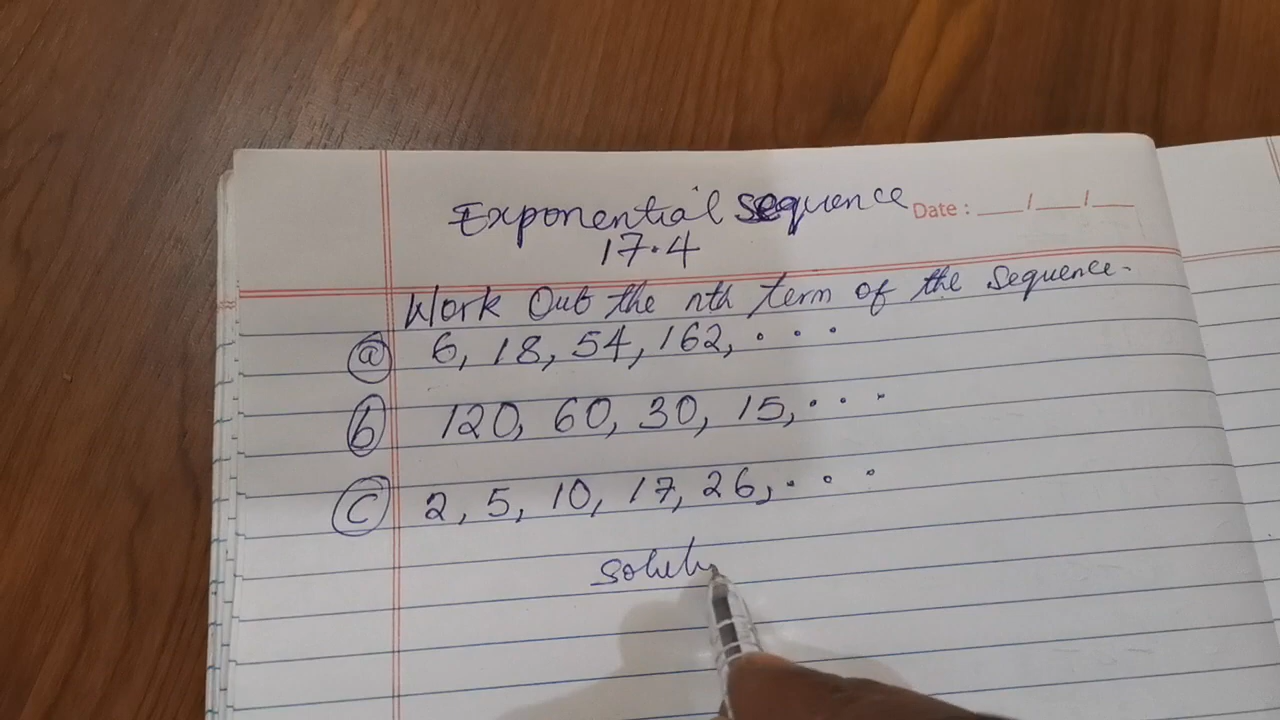 Exponential sequence
Date : ___/___/___
17.4
Work Out the nth term of the sequence.
(a) 6, 18, 54, 162, . . .
(b) 120, 60, 30, 15, . . .
(c) 2, 5, 10, 17, 26, . . .
soluti